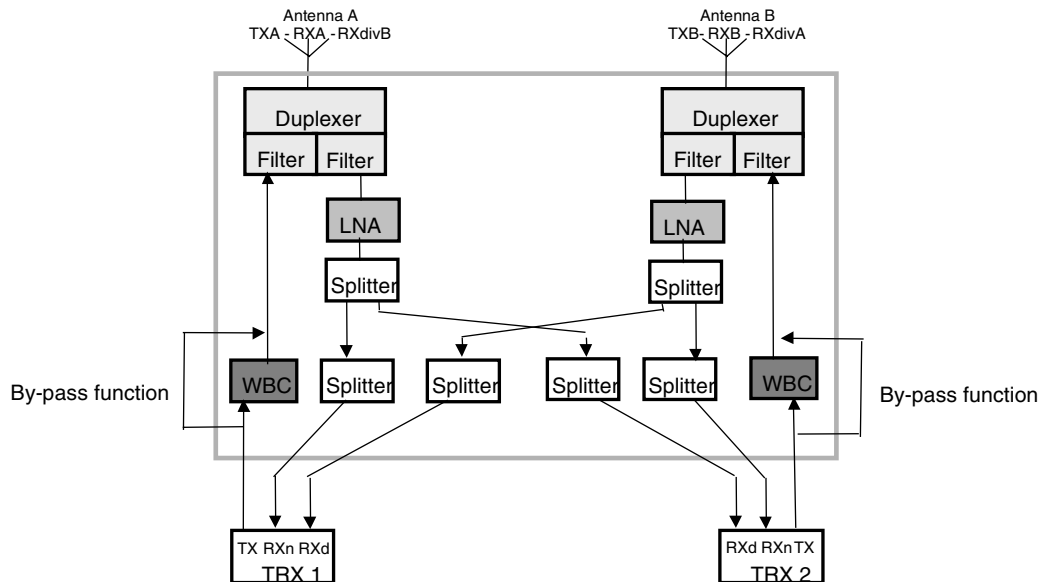 Antenna A
TXA - RXA - RXdivB
Antenna B
TXB- RXB - RXdivA
Duplexer
Filter
Filter
Duplexer
Filter
Filter
LNA
LNA
Splitter
Splitter
By-pass function
WBC
Splitter
Splitter
Splitter
Splitter
WBC
By-pass function
TX RXn RXd
TRX 1
RXd RXn TX
TRX 2